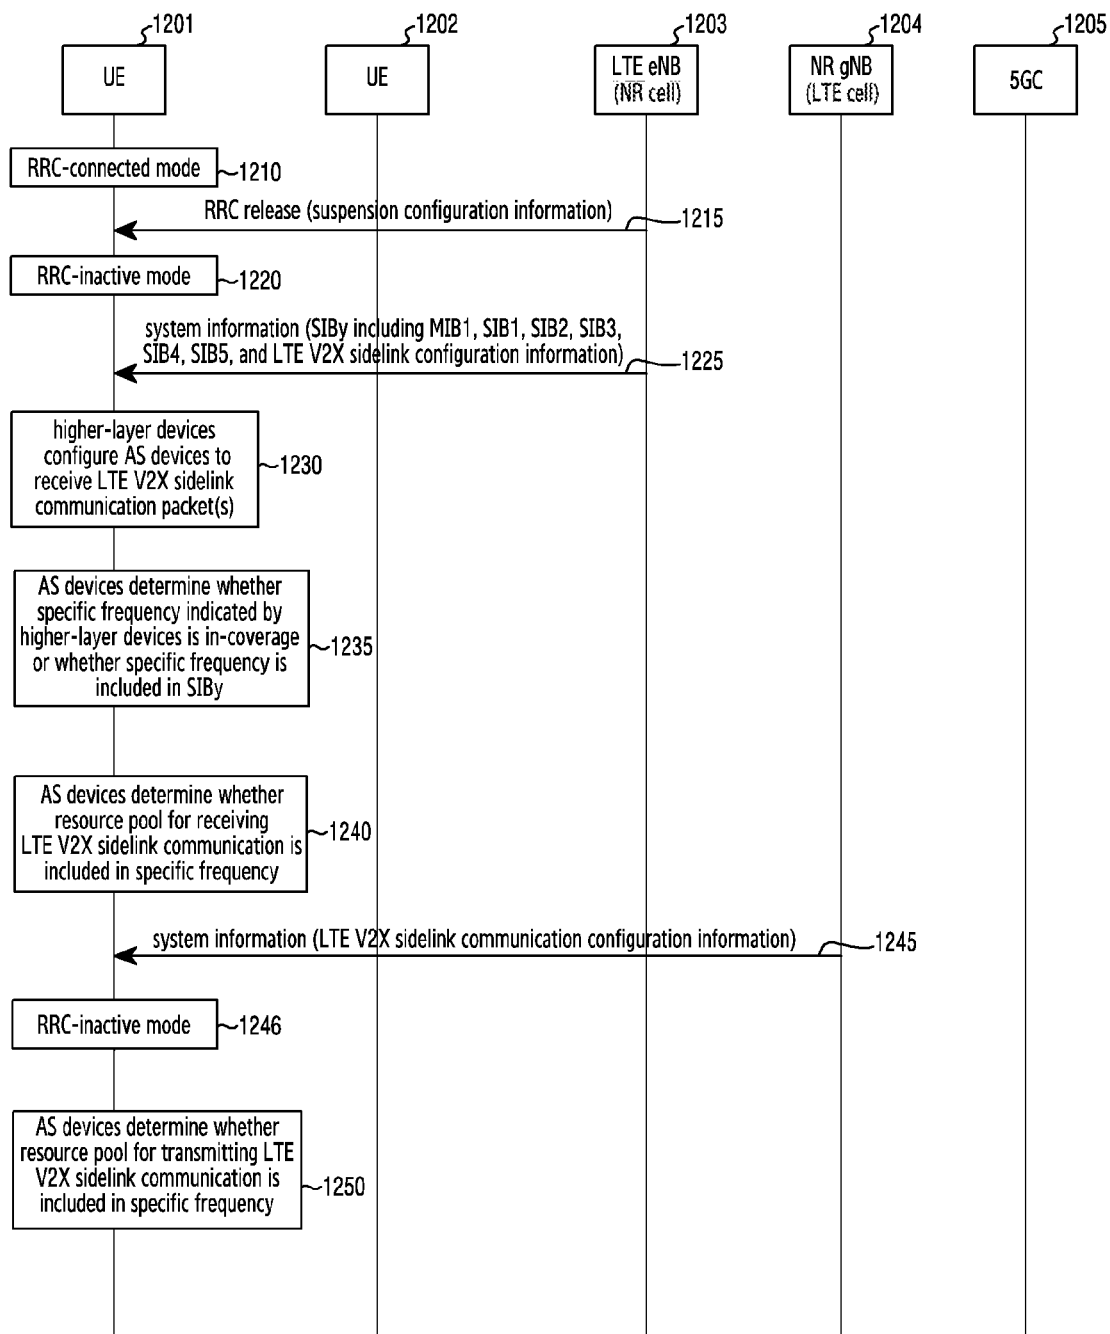 1201
1202
1203
1204
1205
UE
UE
LTE eNB
(NR cell)
NR gNB
(LTE cell)
5GC
RRC-connected mode
1210
RRC release (suspension configuration information)
1215
RRC-inactive mode
1220
system information (SIBy including MIB1, SIB1, SIB2, SIB3,
SIB4, SIB5, and LTE V2X sidelink configuration information)
1225
higher-layer devices
configure AS devices to
receive LTE V2X sidelink
communication packet(s)
1230
AS devices determine whether
specific frequency indicated by
higher-layer devices is in-coverage
or whether specific frequency is
included in SIBy
1235
AS devices determine whether
resource pool for receiving
LTE V2X sidelink communication is
included in specific frequency
1240
system information (LTE V2X sidelink communication configuration information)
1245
RRC-inactive mode
1246
AS devices determine whether
resource pool for transmitting LTE
V2X sidelink communication is
included in specific frequency
1250